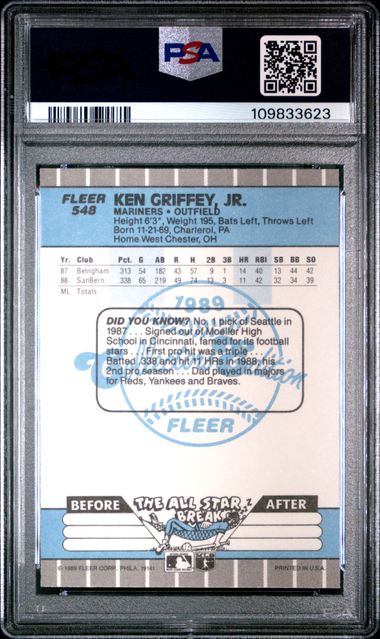 PSA
109833623
FLEER KEN GRIFFEY, JR.
548 MARINERS • OUTFIELD
Height 6'3", Weight 195, Bats Left, Throws Left
Born 11-21-69, Charleroi, PA
Home West Chester, OH
Yr. Club Pct. G AB R H 2B 3B HR RBI SB BB SO
87 Belngham .313 54 182 43 57 9 1 14 40 13 44 42
88 SanBern .338 65 219 49 74 13 3 11 42 32 34 39
ML Totals
1989
DID YOU KNOW? No. 1 pick of Seattle in
1987 . . . Signed out of Moeller High
School in Cincinnati, famed for its football
stars . . . First pro hit was a triple . . .
Batted .338 and hit 11 HRs in 1988, his
2nd pro season . . . Dad played in majors
for Reds, Yankees and Braves.
FLEER
BEFORE THE ALL STAR AFTER
BREAK
© 1989 FLEER CORP. PHILA. 19141 PRINTED IN U.S.A.
PSA